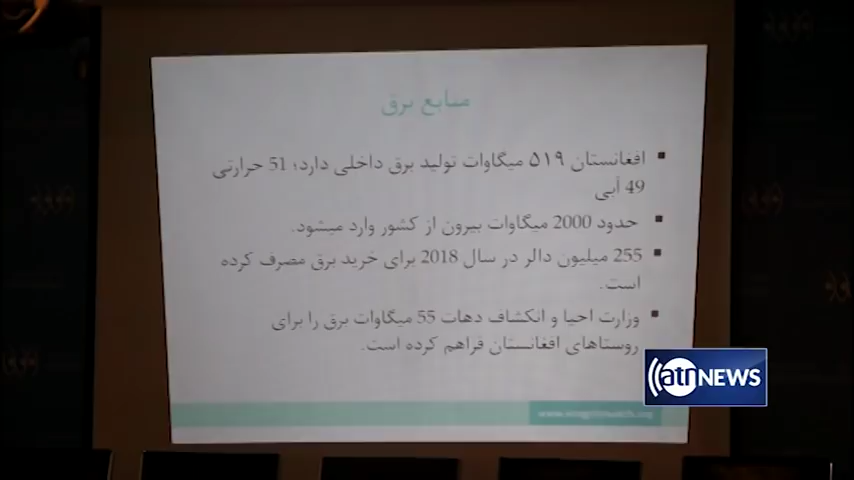 منابع برق
افغانستان ۵۱۹ میگاوات تولید برق داخلی دارد؛ 51 حرارتی
49 آبی
حدود 2000 میگاوات بیرون از کشور وارد میشود.
255 میلیون دالر در سال 2018 برای خرید برق مصرف کرده
است.
وزارت احیا و انکشاف دهات 55 میگاوات برق را برای
روستاهای افغانستان فراهم کرده است.
atn NEWS